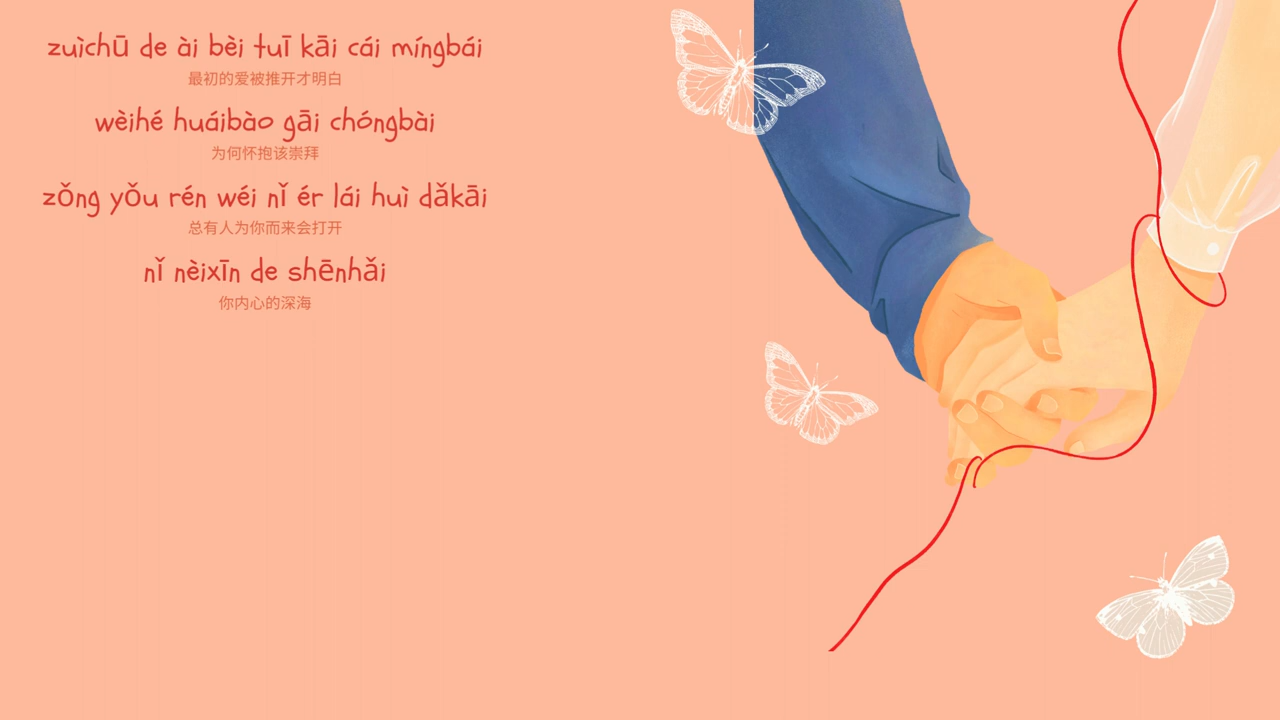 zuìchū de ài bèi tuī kāi cái míngbái
最初的爱被推开才明白
wèihé huáibào gāi chóngbài
为何怀抱该崇拜
zǒng yǒu rén wéi nǐ ér lái huì dǎkāi
总有人为你而来会打开
nǐ nèixīn de shēnhǎi
你内心的深海